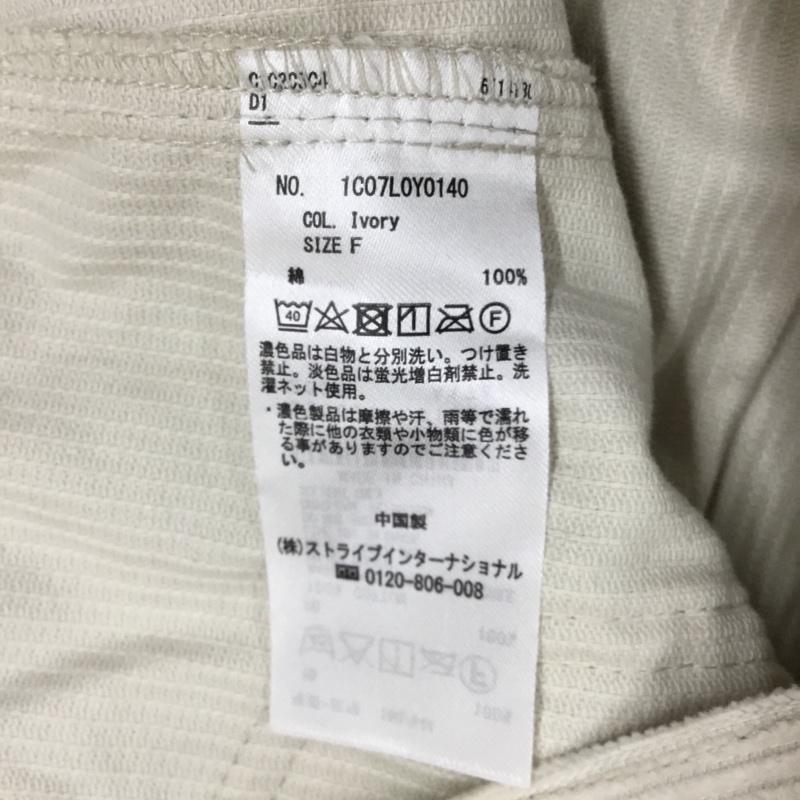 D1
NO. 1C07L0Y0140
COL. Ivory
SIZE F
綿 100%
40 F
濃色品は白物と分別洗い。つけ置き
禁止。淡色品は蛍光増白剤禁止。洗
濯ネット使用。
・濃色製品は摩擦や汗、雨等で濡れ
た際に他の衣類や小物類に色が移
る事がありますのでご注意くださ
い。
中国製
(株)ストライプインターナショナル
0120-806-008